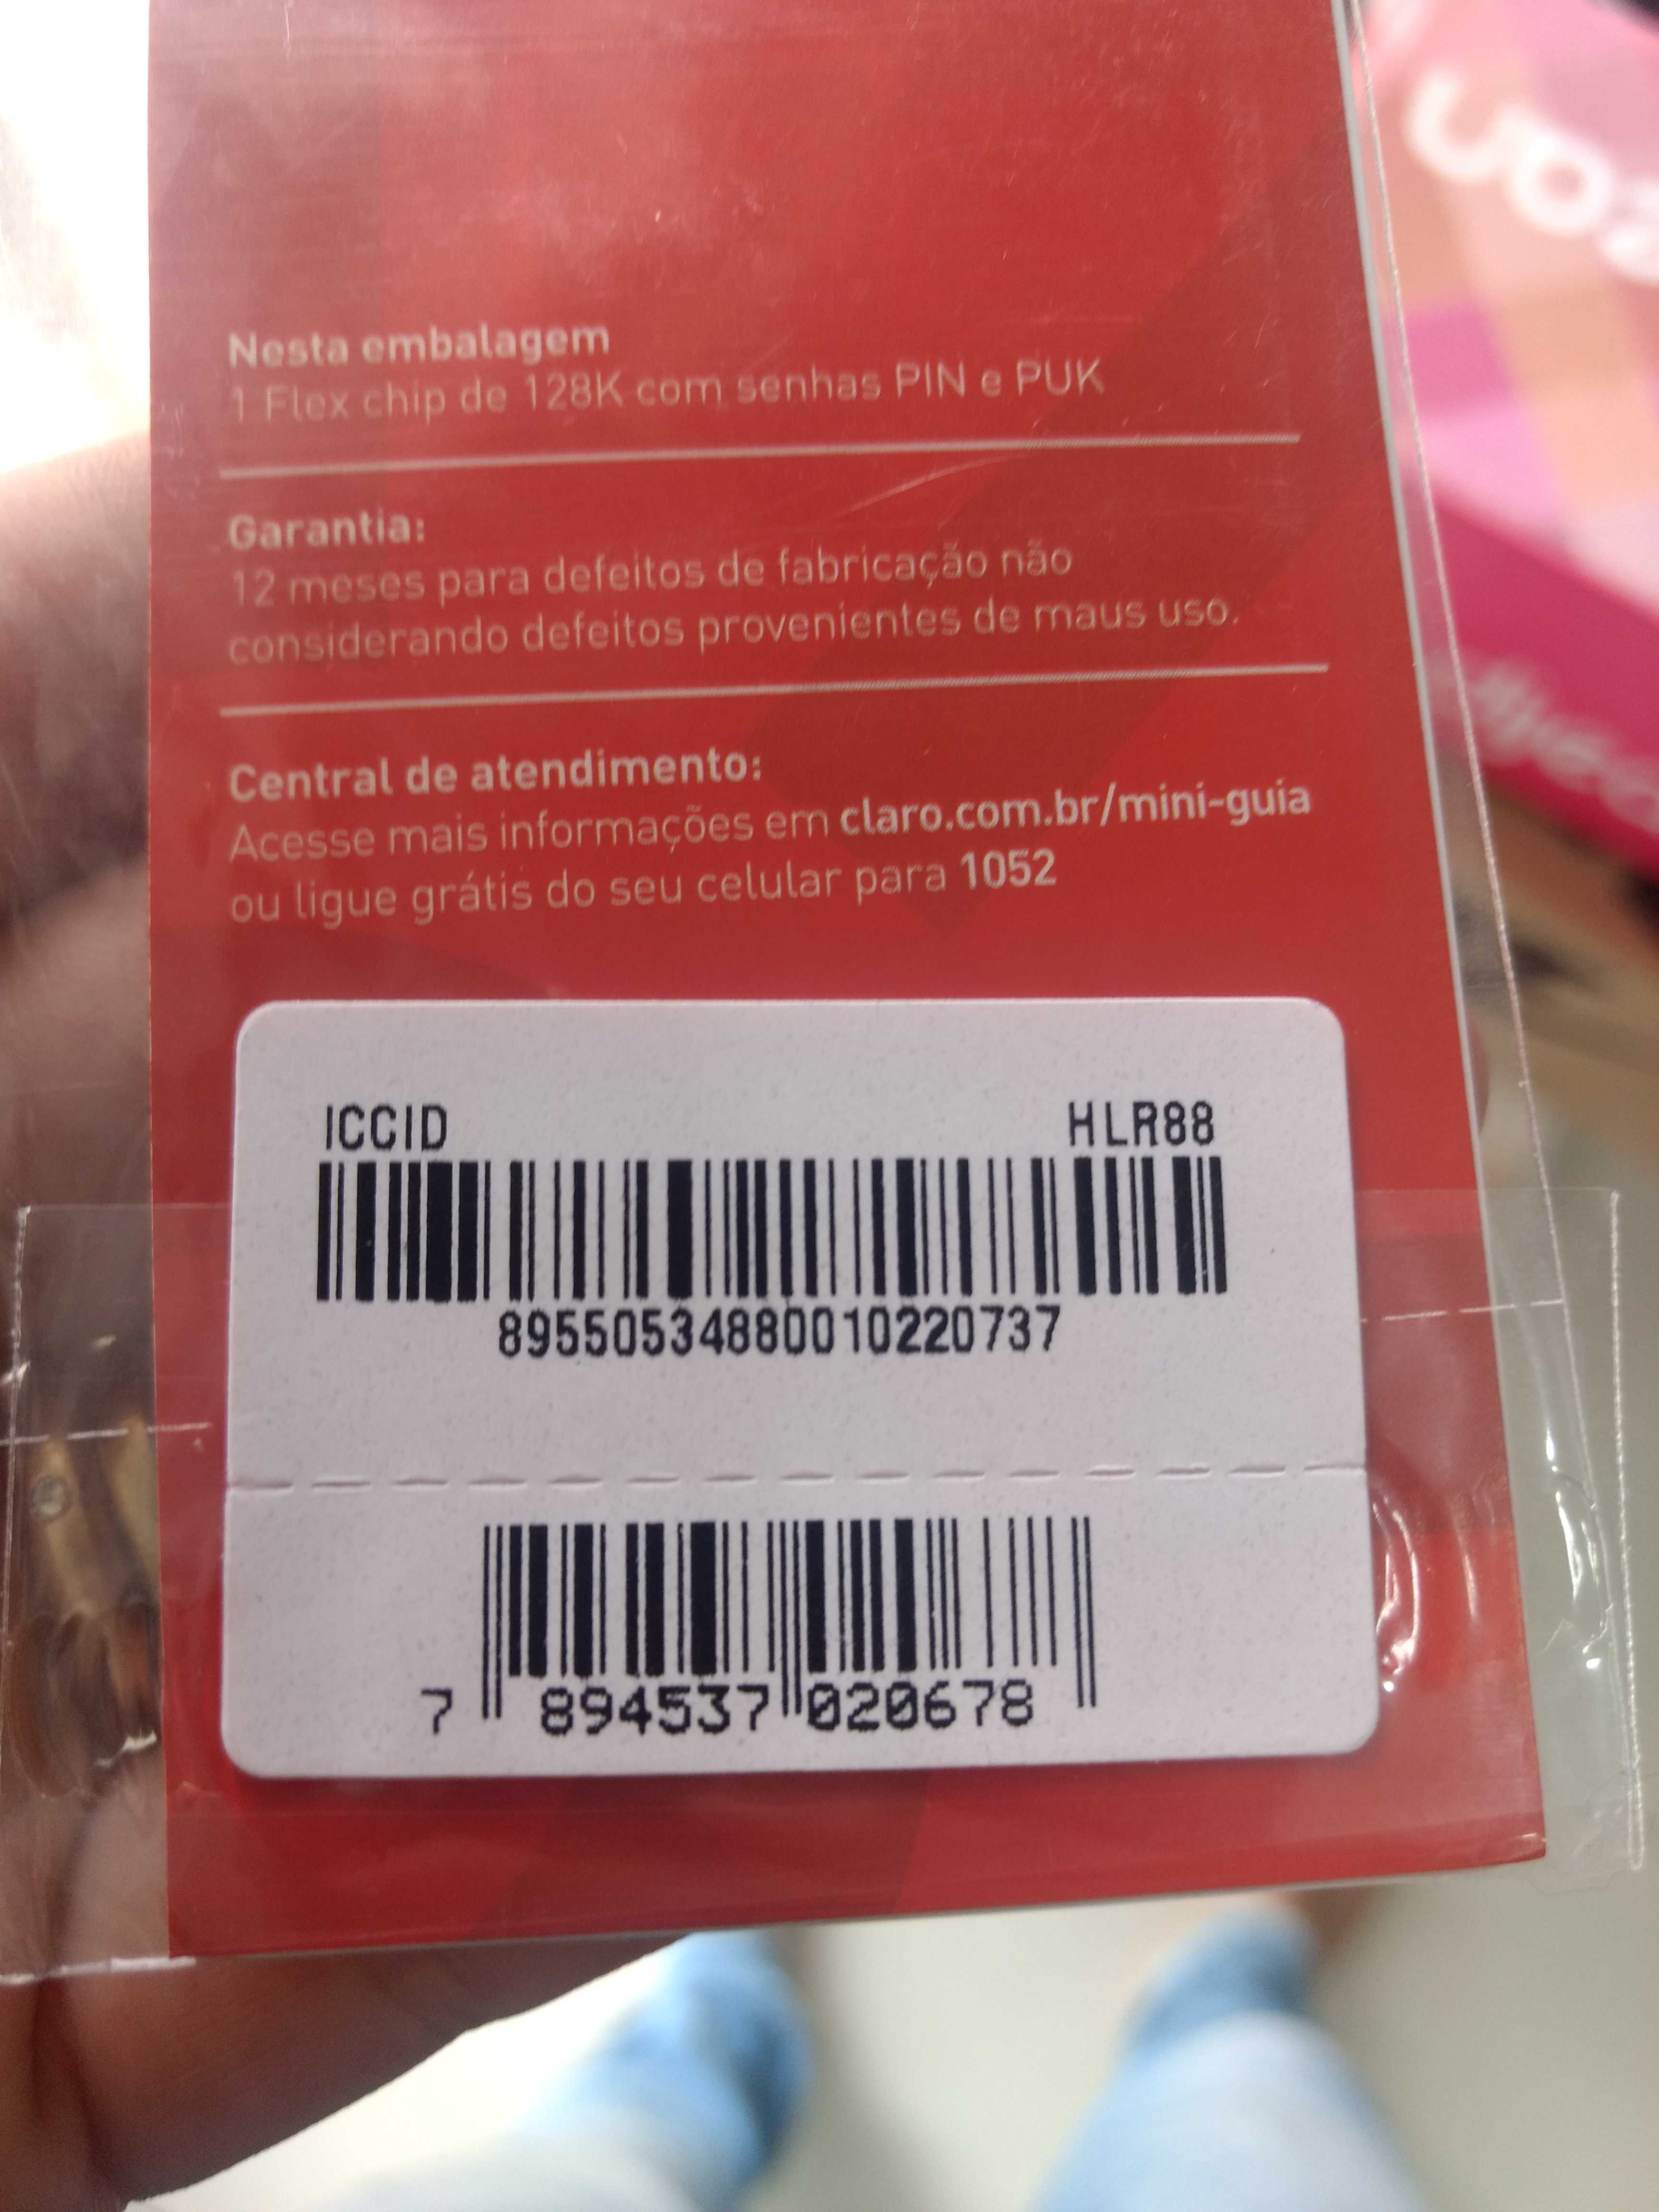 Nesta embalagem
1 Flex chip de 128K com senhas PIN e PUK
Garantia:
12 meses para defeitos de fabricação não
considerando defeitos provenientes de maus uso.
Central de atendimento:
Acesse mais informações em claro.com.br/mini-guia
ou ligue grátis do seu celular para 1052
ICCID HLR88
89550534880010220737
7 894537 020678